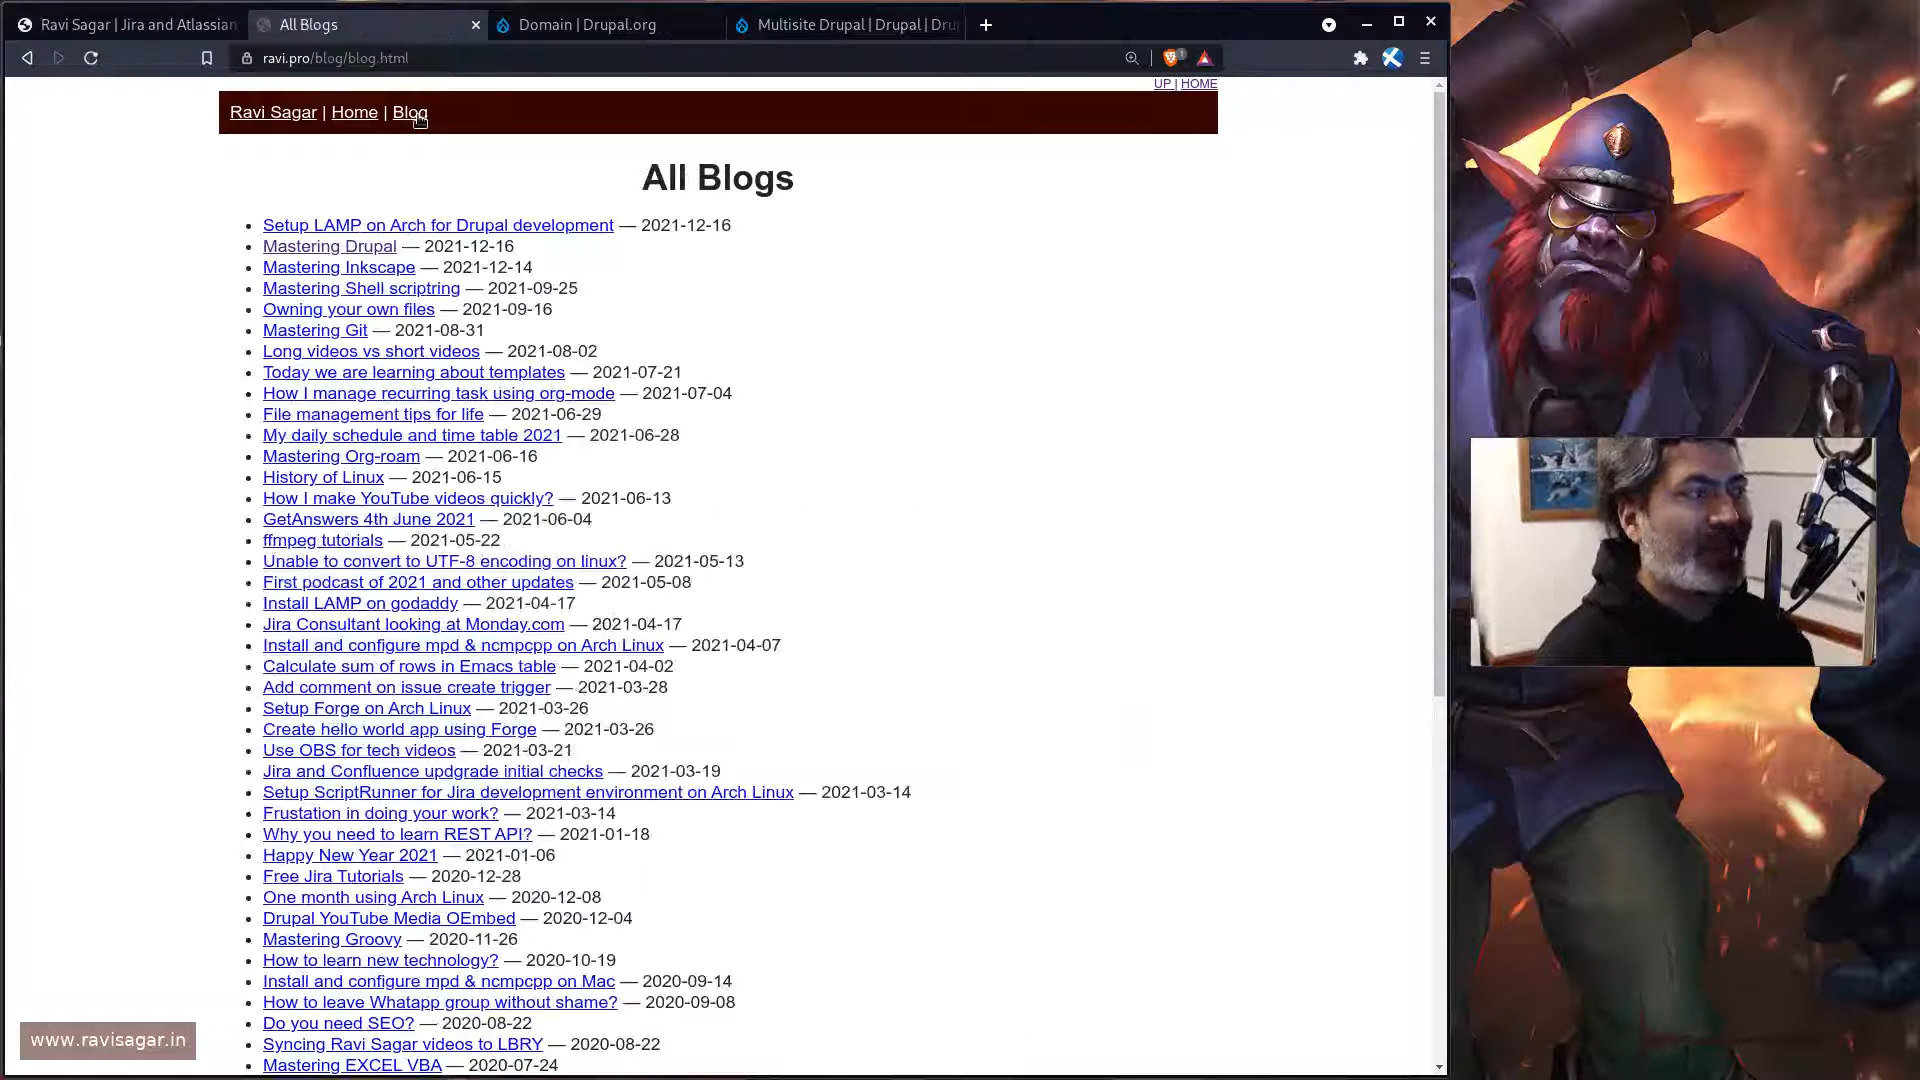 Ravi Sagar | Jira and Atlassian
All Blogs
Domain | Drupal.org
Multisite Drupal | Drupal | Dru
ravi.pro/blog/blog.html
1
UP | HOME
Ravi Sagar | Home | Blog
All Blogs
Setup LAMP on Arch for Drupal development — 2021-12-16
Mastering Drupal — 2021-12-16
Mastering Inkscape — 2021-12-14
Mastering Shell scriptring — 2021-09-25
Owning your own files — 2021-09-16
Mastering Git — 2021-08-31
Long videos vs short videos — 2021-08-02
Today we are learning about templates — 2021-07-21
How I manage recurring task using org-mode — 2021-07-04
File management tips for life — 2021-06-29
My daily schedule and time table 2021 — 2021-06-28
Mastering Org-roam — 2021-06-16
History of Linux — 2021-06-15
How I make YouTube videos quickly? — 2021-06-13
GetAnswers 4th June 2021 — 2021-06-04
ffmpeg tutorials — 2021-05-22
Unable to convert to UTF-8 encoding on linux? — 2021-05-13
First podcast of 2021 and other updates — 2021-05-08
Install LAMP on godaddy — 2021-04-17
Jira Consultant looking at Monday.com — 2021-04-17
Install and configure mpd & ncmpcpp on Arch Linux — 2021-04-07
Calculate sum of rows in Emacs table — 2021-04-02
Add comment on issue create trigger — 2021-03-28
Setup Forge on Arch Linux — 2021-03-26
Create hello world app using Forge — 2021-03-26
Use OBS for tech videos — 2021-03-21
Jira and Confluence updgrade initial checks — 2021-03-19
Setup ScriptRunner for Jira development environment on Arch Linux — 2021-03-14
Frustation in doing your work? — 2021-03-14
Why you need to learn REST API? — 2021-01-18
Happy New Year 2021 — 2021-01-06
Free Jira Tutorials — 2020-12-28
One month using Arch Linux — 2020-12-08
Drupal YouTube Media OEmbed — 2020-12-04
Mastering Groovy — 2020-11-26
How to learn new technology? — 2020-10-19
Install and configure mpd & ncmpcpp on Mac — 2020-09-14
How to leave Whatapp group without shame? — 2020-09-08
Do you need SEO? — 2020-08-22
Syncing Ravi Sagar videos to LBRY — 2020-08-22
Mastering EXCEL VBA — 2020-07-24
www.ravisagar.in